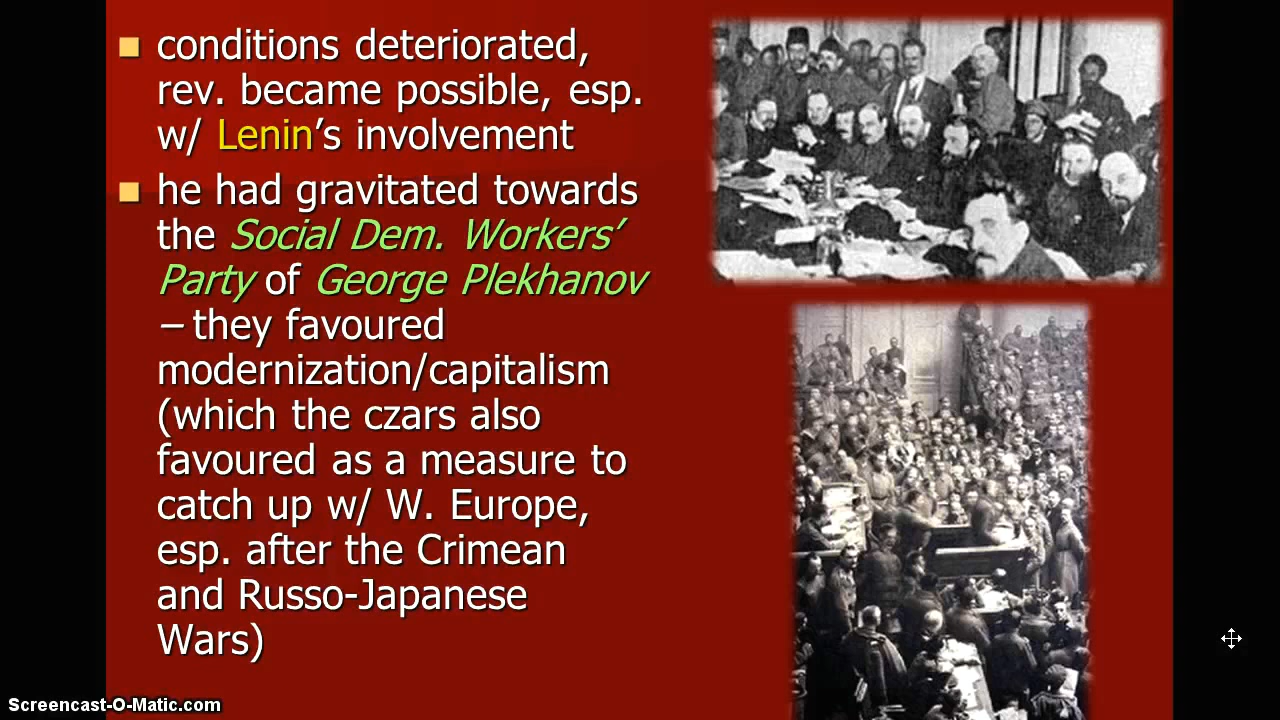 conditions deteriorated,
rev. became possible, esp.
w/ Lenin's involvement
he had gravitated towards
the Social Dem. Workers'
Party of George Plekhanov
– they favoured
modernization/capitalism
(which the czars also
favoured as a measure to
catch up w/ W. Europe,
esp. after the Crimean
and Russo-Japanese
Wars)
Screencast-O-Matic.com